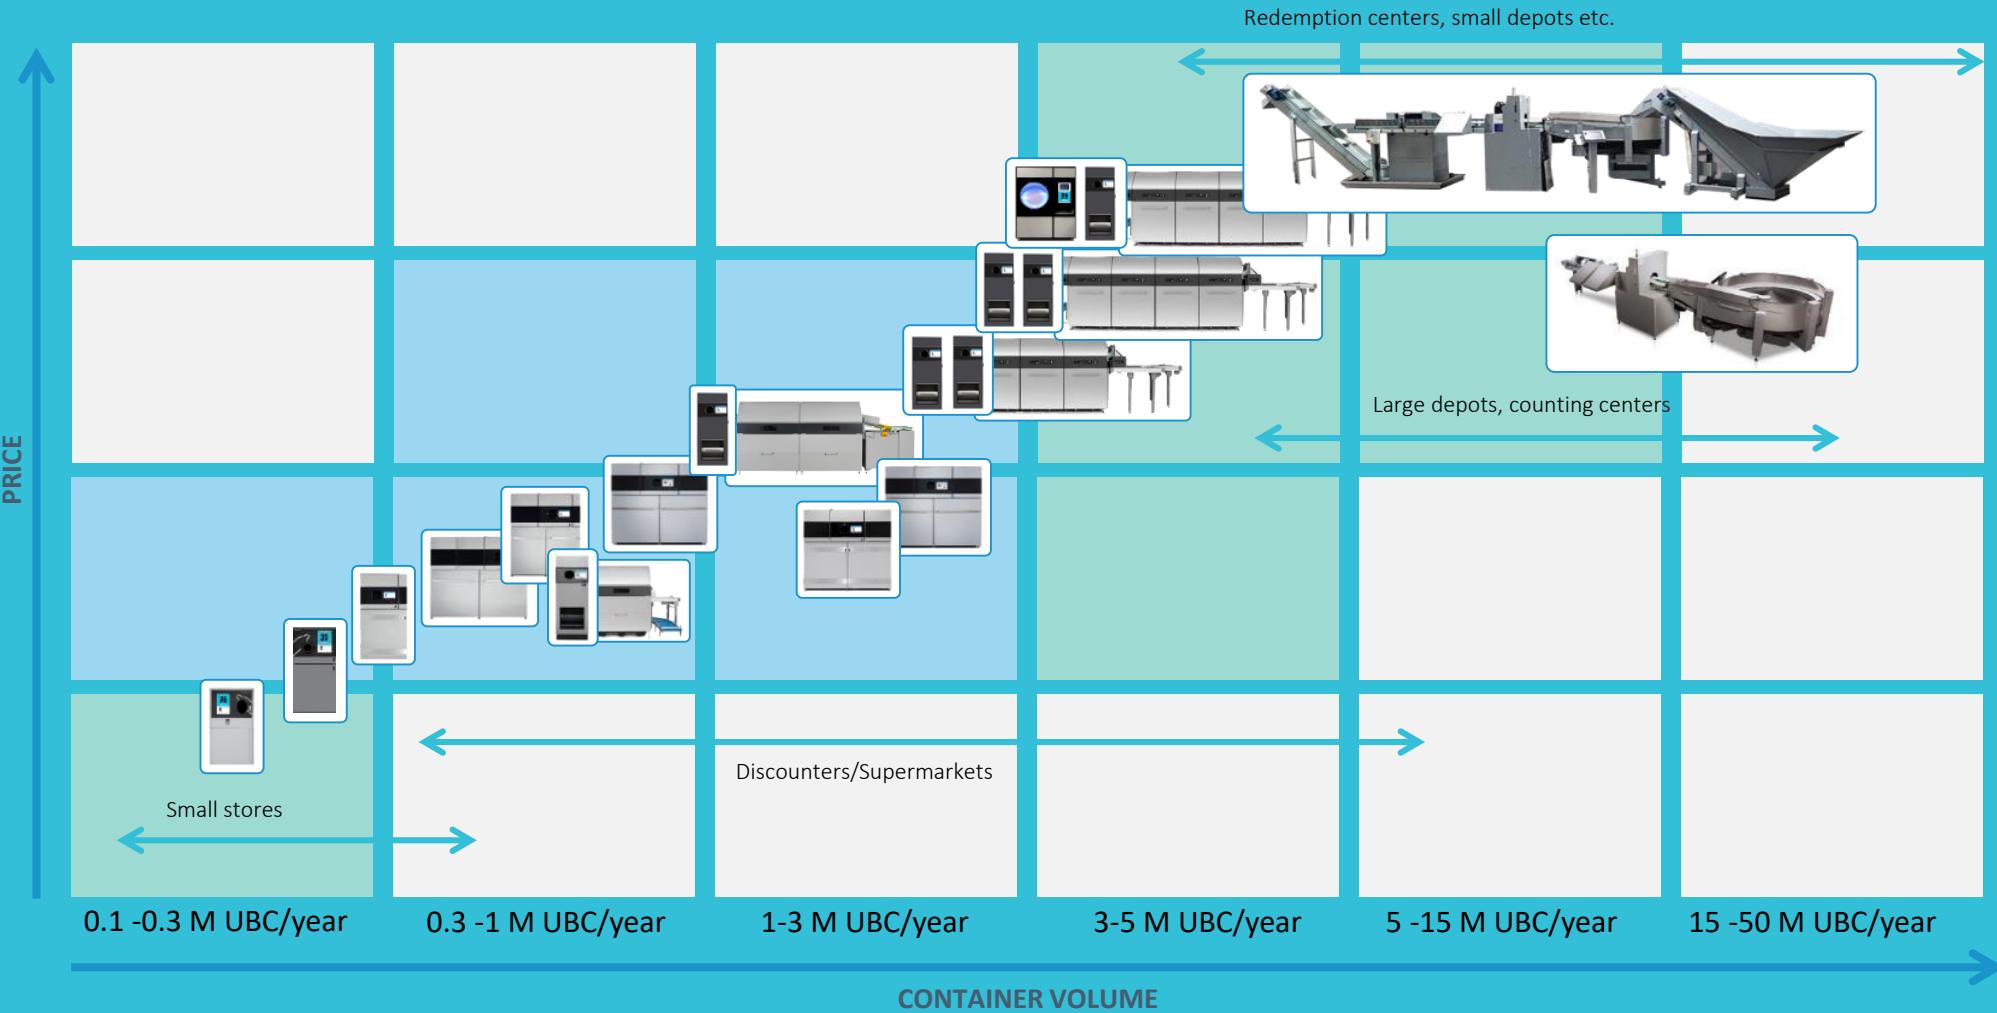 Redemption centers, small depots etc.
PRICE
Large depots, counting centers
Discounters/Supermarkets
Small stores
0.1 -0.3 M UBC/year
0.3 -1 M UBC/year
1-3 M UBC/year
3-5 M UBC/year
5 -15 M UBC/year
15 -50 M UBC/year
CONTAINER VOLUME